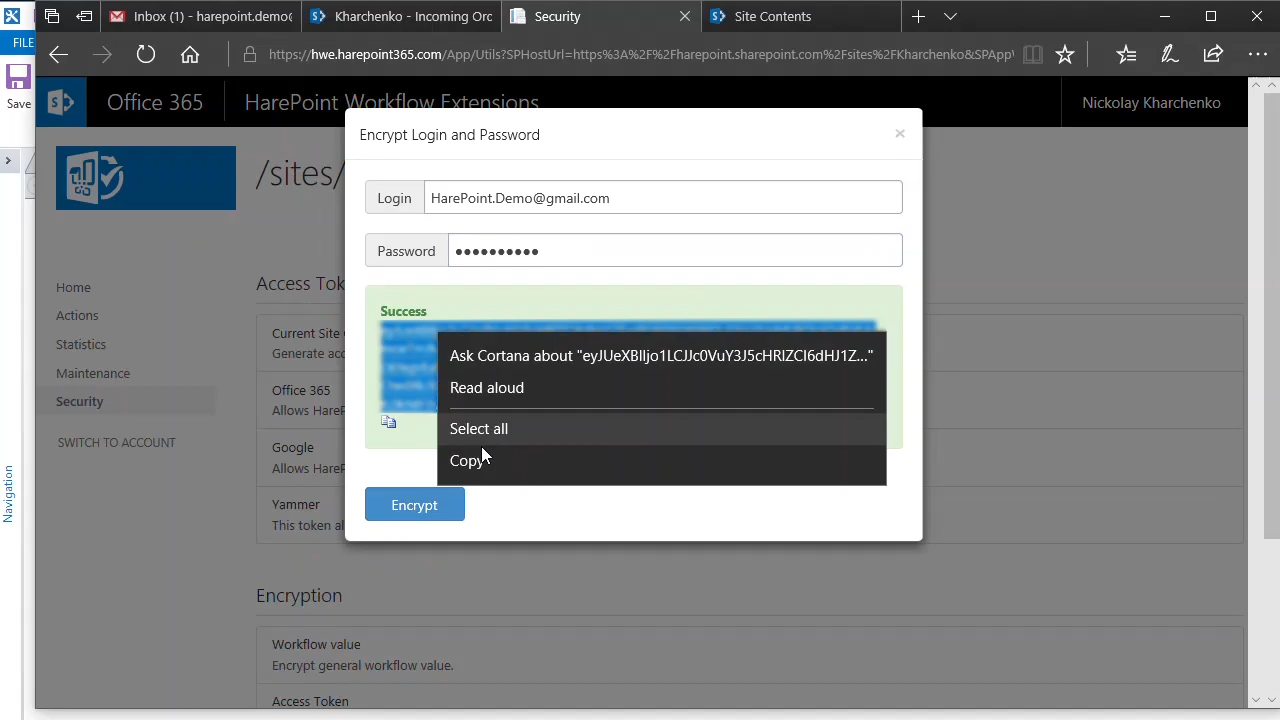 Inbox (1) - harepoint.demo@
Kharchenko - Incoming Orc
Security
Site Contents
FILE
https://hwe.harepoint365.com/App/Utils?SPHostUrl=https%3A%2F%2Fharepoint.sharepoint.com%2Fsites%2FKharchenko&SPAppV
Save
Office 365
HarePoint Workflow Extensions
Nickolay Kharchenko
/sites/
Encrypt Login and Password
Login
HarePoint.Demo@gmail.com
Password
Success
Ask Cortana about "eyJUeXBlIjo1LCJJc0VuY3J5cHRlZCI6dHJ1Z..."
Read aloud
Select all
Copy
Encrypt
Home
Actions
Statistics
Maintenance
Security
SWITCH TO ACCOUNT
Access Tok
Current Site C
Generate acc
Office 365
Allows HareP
Google
Allows HareP
Yammer
This token al
Encryption
Workflow value
Encrypt general workflow value.
Access Token
Navigation